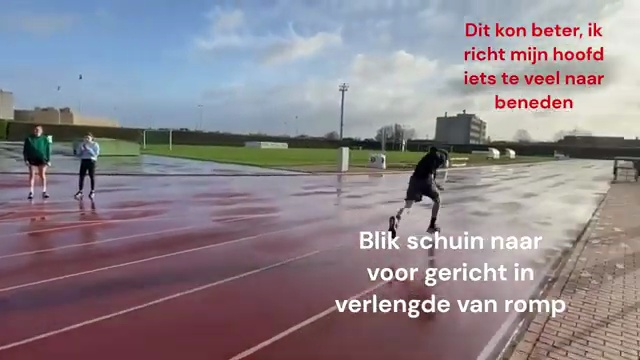 Dit kon beter, ik
richt mijn hoofd
iets te veel naar
beneden
Blik schuin naar
voor gericht in
verlengde van romp